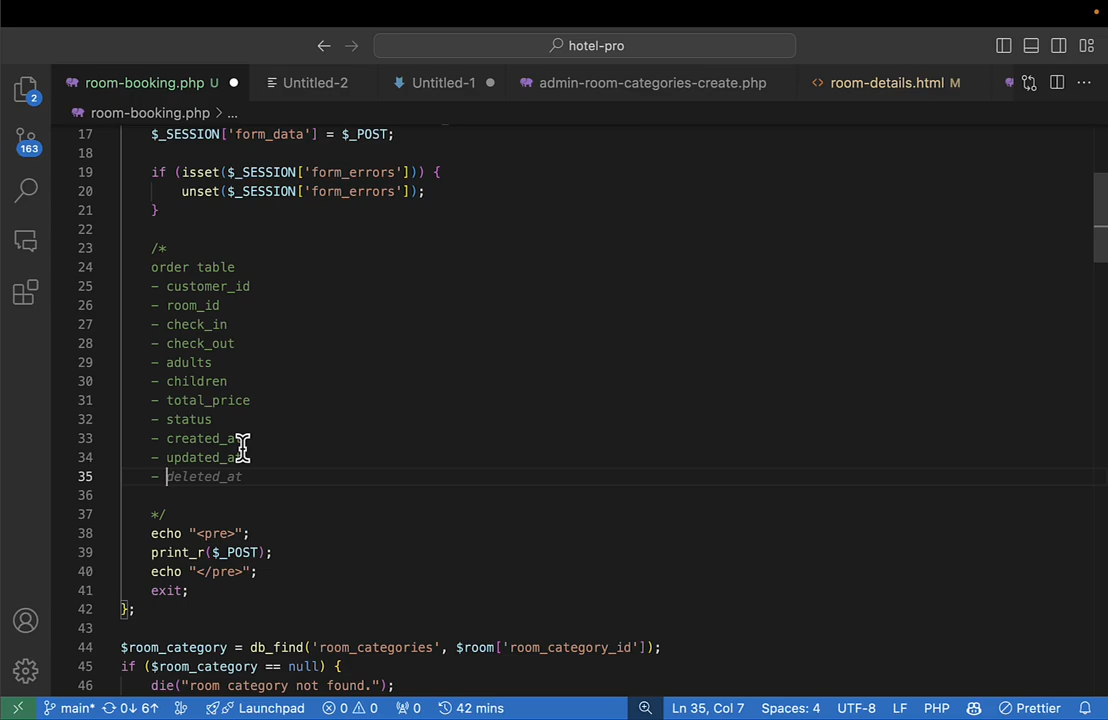 hotel-pro
room-booking.php U
Untitled-2
Untitled-1
admin-room-categories-create.php
room-details.html M
room-booking.php > ...
2
163
17 $_SESSION['form_data'] = $_POST;
18
19 if (isset($_SESSION['form_errors'])) {
20 unset($_SESSION['form_errors']);
21 }
22
23 /*
24 order table
25 - customer_id
26 - room_id
27 - check_in
28 - check_out
29 - adults
30 - children
31 - total_price
32 - status
33 - created_a
34 - updated_a
35 - deleted_at
36
37 */
38 echo "<pre>";
39 print_r($_POST);
40 echo "</pre>";
41 exit;
42 };
43
44 $room_category = db_find('room_categories', $room['room_category_id']);
45 if ($room_category == null) {
46 die("room category not found.");
main* 0↓ 6↑ Launchpad 0 0 0 42 mins Ln 35, Col 7 Spaces: 4 UTF-8 LF PHP Prettier